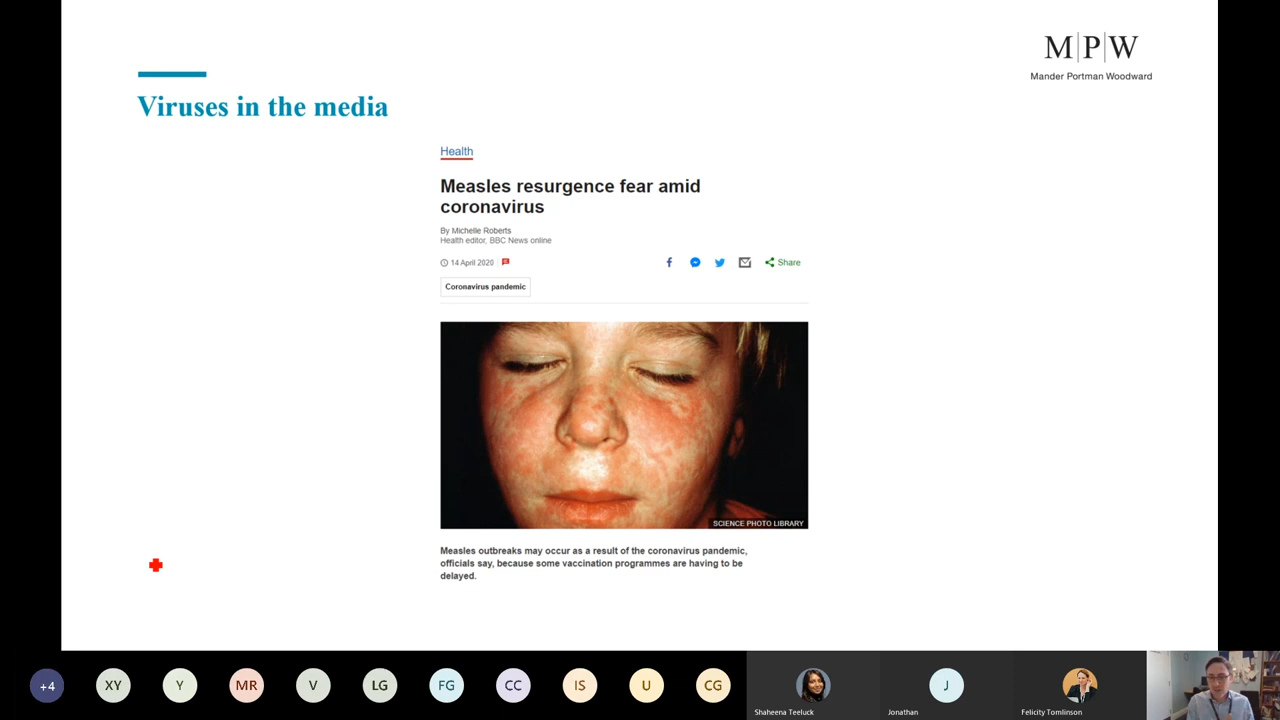 M|P|W
Mander Portman Woodward
Viruses in the media
Health
Measles resurgence fear amid
coronavirus
By Michelle Roberts
Health editor, BBC News online
14 April 2020
Share
Coronavirus pandemic
SCIENCE PHOTO LIBRARY
Measles outbreaks may occur as a result of the coronavirus pandemic,
officials say, because some vaccination programmes are having to be
delayed.
+4
XY
Y
MR
V
LG
FG
CC
IS
U
CG
J
Shaheena Teeluck
Jonathan
Felicity Tomlinson